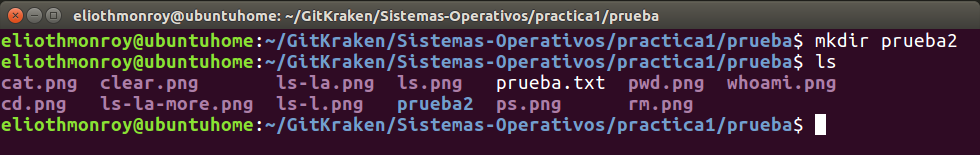 eliothmonroy@ubuntuhome: ~/GitKraken/Sistemas-Operativos/practica1/prueba
eliothmonroy@ubuntuhome:~/GitKraken/Sistemas-Operativos/practica1/prueba$ mkdir prueba2
eliothmonroy@ubuntuhome:~/GitKraken/Sistemas-Operativos/practica1/prueba$ ls
cat.png  clear.png       ls-la.png  ls.png   prueba.txt  pwd.png  whoami.png
cd.png   ls-la-more.png  ls-l.png   prueba2  ps.png      rm.png
eliothmonroy@ubuntuhome:~/GitKraken/Sistemas-Operativos/practica1/prueba$